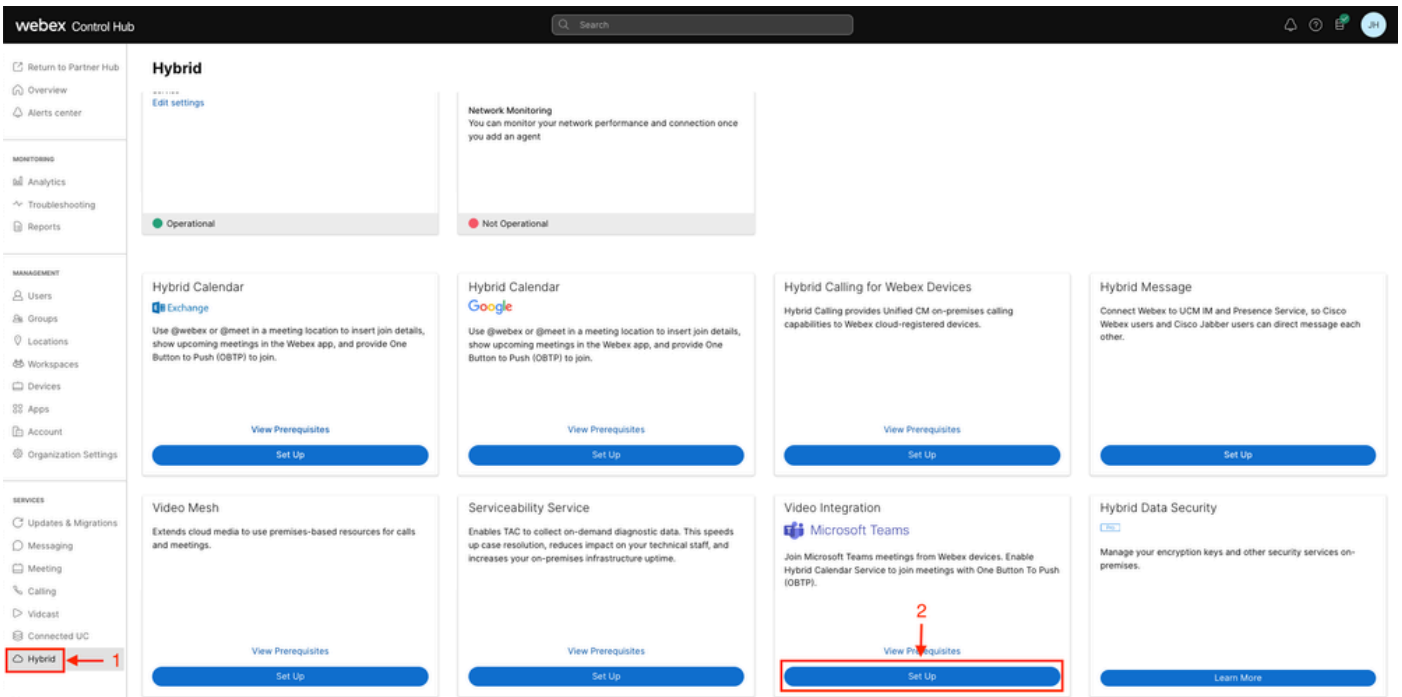 webex Control Hub
Search
JH
Return to Partner Hub
Overview
Alerts center
MONITORING
Analytics
Troubleshooting
Reports
MANAGEMENT
Users
Groups
Locations
Workspaces
Devices
Apps
Account
Organization Settings
SERVICES
Updates & Migrations
Messaging
Meeting
Calling
Vidcast
Connected UC
Hybrid
1
Hybrid
Edit settings
Operational
Network Monitoring
You can monitor your network performance and connection once
you add an agent
Not Operational
Hybrid Calendar
Exchange
Use @webex or @meet in a meeting location to insert join details,
show upcoming meetings in the Webex app, and provide One
Button to Push (OBTP) to join.
View Prerequisites
Set Up
Hybrid Calendar
Google
Use @webex or @meet in a meeting location to insert join details,
show upcoming meetings in the Webex app, and provide One
Button to Push (OBTP) to join.
View Prerequisites
Set Up
Hybrid Calling for Webex Devices
Hybrid Calling provides Unified CM on-premises calling
capabilities to Webex cloud-registered devices.
View Prerequisites
Set Up
Hybrid Message
Connect Webex to UCM IM and Presence Service, so Cisco
Webex users and Cisco Jabber users can direct message each
other.
Set Up
Video Mesh
Extends cloud media to use premises-based resources for calls
and meetings.
View Prerequisites
Set Up
Serviceability Service
Enables TAC to collect on-demand diagnostic data. This speeds
up case resolution, reduces impact on your technical staff, and
increases your on-premises infrastructure uptime.
View Prerequisites
Set Up
Video Integration
Microsoft Teams
Join Microsoft Teams meetings from Webex devices. Enable
Hybrid Calendar Service to join meetings with One Button To Push
(OBTP).
2
View Prerequisites
Set Up
Hybrid Data Security
Pro
Manage your encryption keys and other security services on-
premises.
Learn More